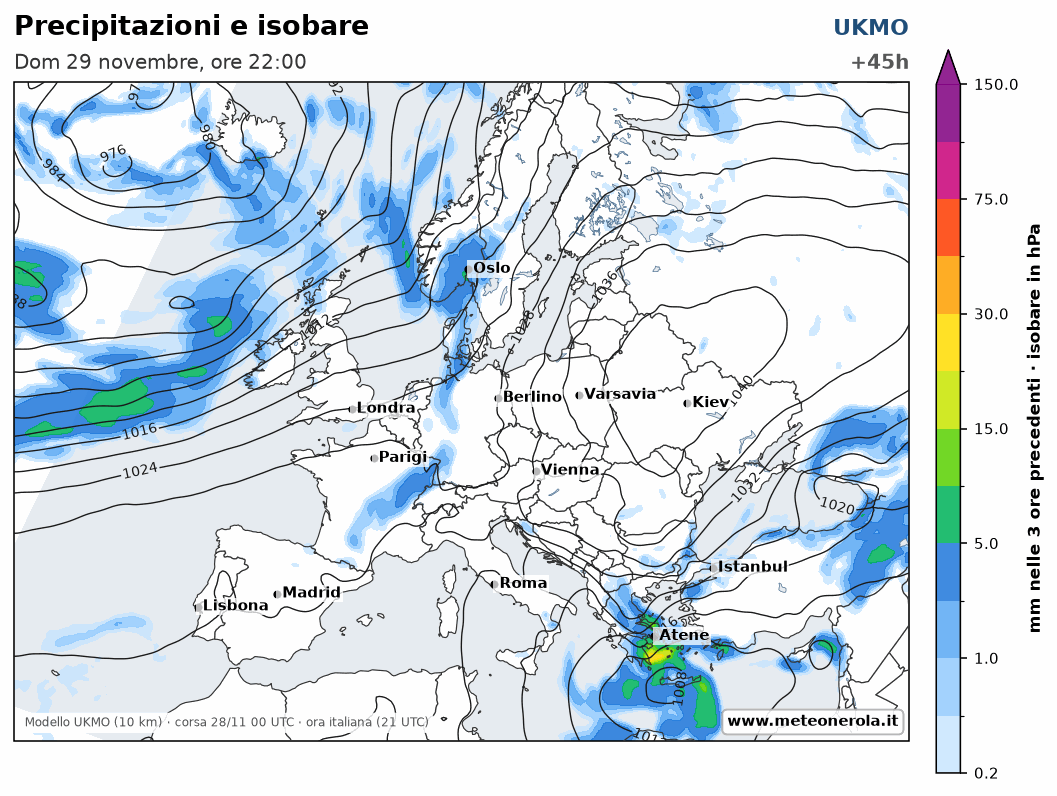 Precipitazioni e isobare
UKMO
Dom 29 novembre, ore 22:00
+45h
976
980
984
976
Oslo
1036
1028
1012
1040
Londra
Berlino
Varsavia
Kiev
1016
1024
Parigi
Vienna
1032
1020
Madrid
Lisbona
Roma
Istanbul
Atene
1008
Modello UKMO (10 km) · corsa 28/11 00 UTC · ora italiana (21 UTC)
www.meteonerola.it
150.0
75.0
30.0
15.0
5.0
1.0
0.2
mm nelle 3 ore precedenti · isobare in hPa